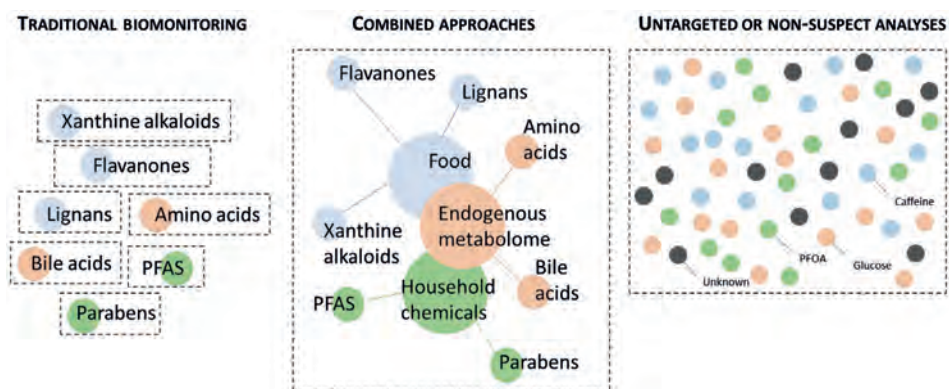 TRADITIONAL BIOMONITORING
Xanthine alkaloids
Flavanones
Lignans
Amino acids
Bile acids
PFAS
Parabens
COMBINED APPROACHES
Flavanones
Lignans
Amino
acids
Food
Endogenous
metabolome
Xanthine
alkaloids
Bile
acids
Household
chemicals
PFAS
Parabens
UNTARGETED OR NON-SUSPECT ANALYSES
Caffeine
PFOA
Glucose
Unknown